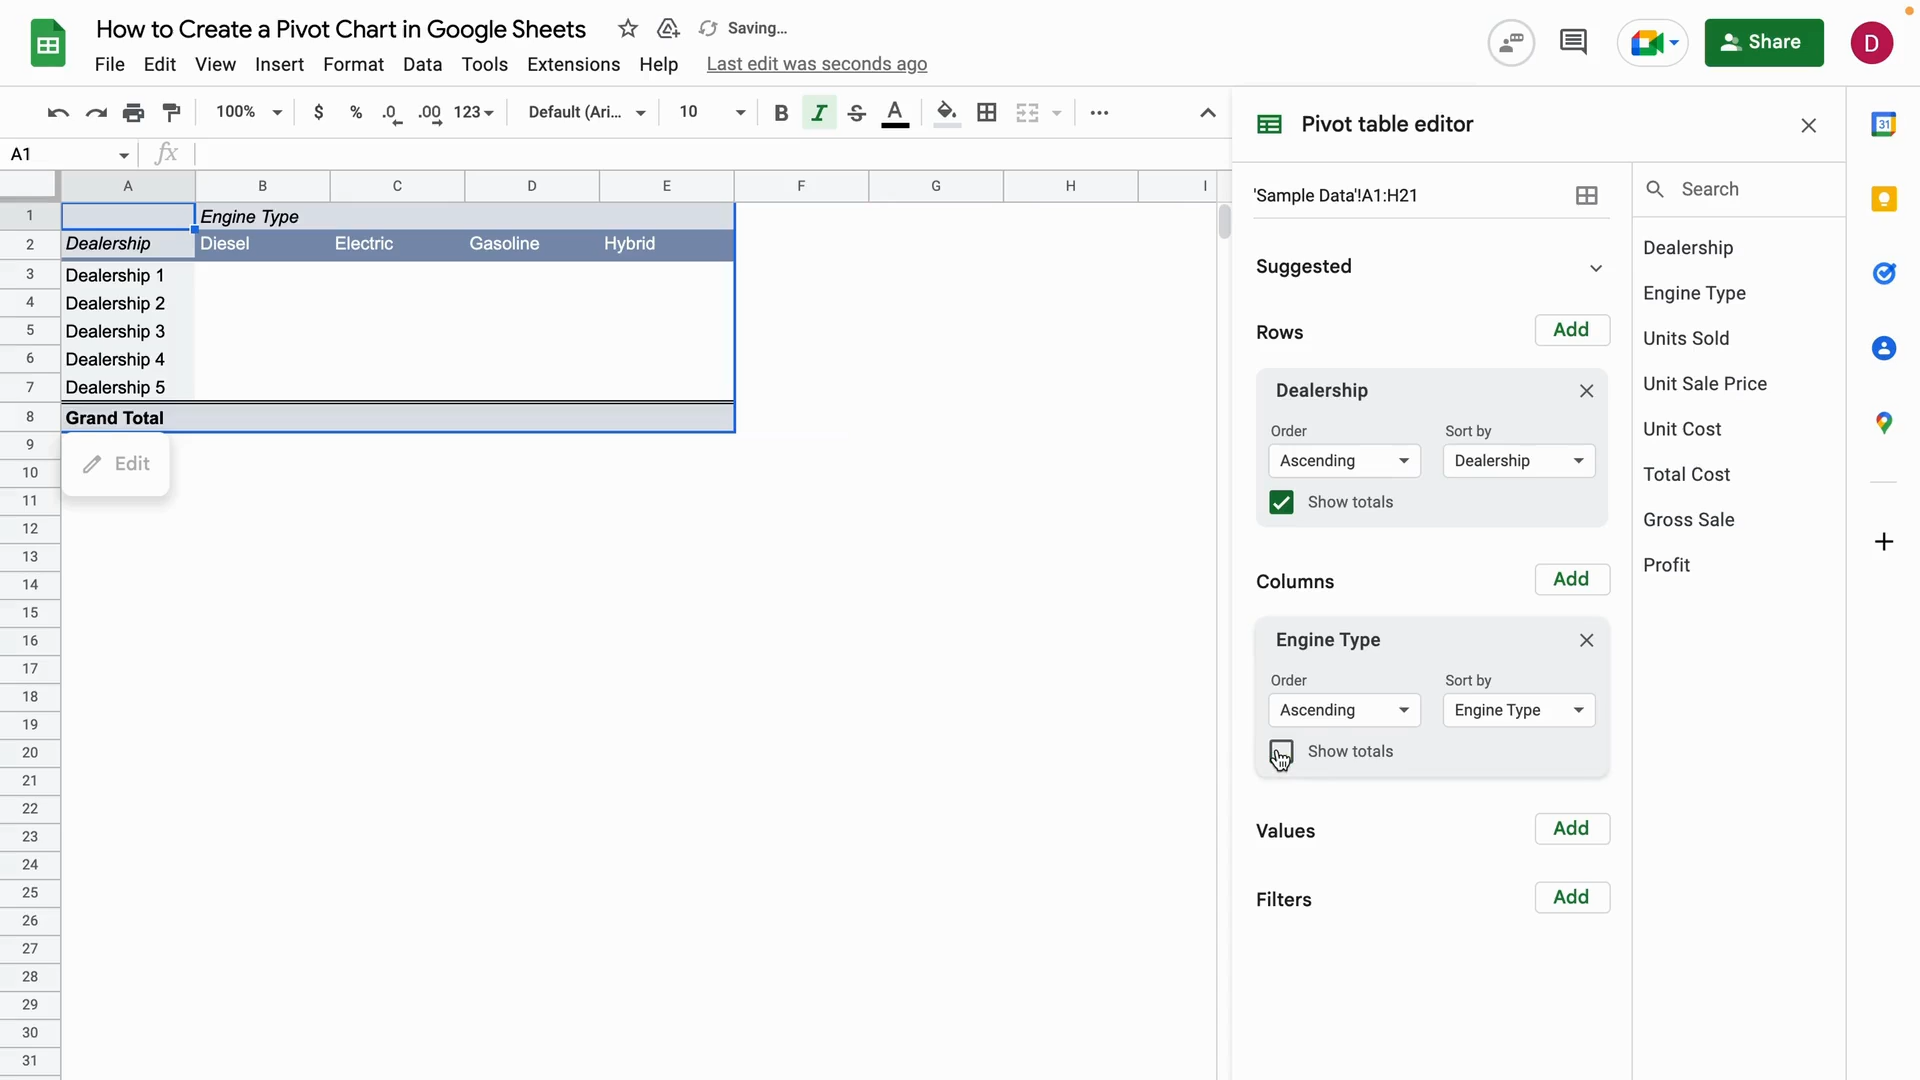 How to Create a Pivot Chart in Google Sheets Saving...
File Edit View Insert Format Data Tools Extensions Help Last edit was seconds ago
Share
D
100% $ % .0 .00 123 Default (Ari... 10 B I S A
A1 fx
A B C D E F G H I
1 Engine Type
2 Dealership Diesel Electric Gasoline Hybrid
3 Dealership 1
4 Dealership 2
5 Dealership 3
6 Dealership 4
7 Dealership 5
8 Grand Total
9
Edit
10
11
12
13
14
15
16
17
18
19
20
21
22
23
24
25
26
27
28
29
30
31
Pivot table editor
'Sample Data'!A1:H21
Suggested
Rows Add
Dealership
Order Sort by
Ascending Dealership
Show totals
Columns Add
Engine Type
Order Sort by
Ascending Engine Type
Show totals
Values Add
Filters Add
Search
Dealership
Engine Type
Units Sold
Unit Sale Price
Unit Cost
Total Cost
Gross Sale
Profit
31